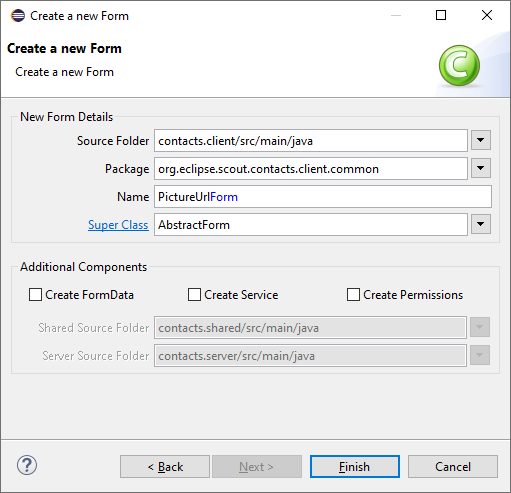 Create a new Form
Create a new Form
Create a new Form
New Form Details
Source Folder contacts.client/src/main/java
Package org.eclipse.scout.contacts.client.common
Name PictureUrlForm
Super Class AbstractForm
Additional Components
Create FormData Create Service Create Permissions
Shared Source Folder contacts.shared/src/main/java
Server Source Folder contacts.server/src/main/java
? < Back Next > Finish Cancel